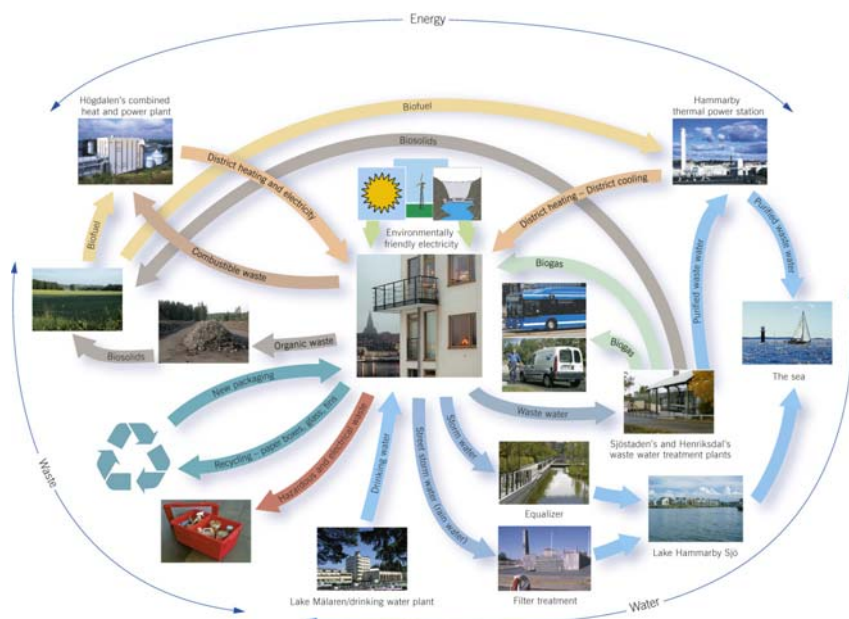 Energy
Högdalen's combined
heat and power plant
Hammarby
thermal power station
Biofuel
Biosolids
District heating and electricity
District heating – District cooling
Environmentally
friendly electricity
Biofuel
Combustible waste
Biogas
Purified waste water
Purified waste water
Biogas
Organic waste
Biosolids
The sea
New packaging
Waste water
Sjöstaden's and Henriksdal's
waste water treatment plants
Recycling – paper boxes, glass, tins
Hazardous and electrical waste
Drinking water
Storm water
Street storm water (rain water)
Waste
Equalizer
Lake Hammarby Sjö
Lake Mälaren/drinking water plant
Filter treatment
Water